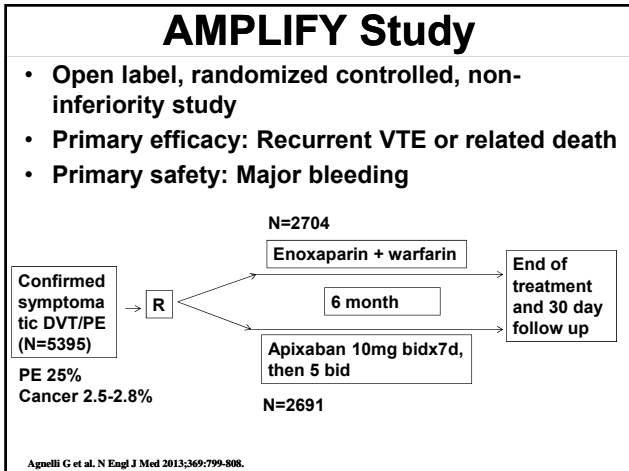 AMPLIFY Study
• Open label, randomized controlled, non-
inferiority study
• Primary efficacy: Recurrent VTE or related death
• Primary safety: Major bleeding
N=2704
Enoxaparin + warfarin
Confirmed
symptoma
tic DVT/PE
(N=5395)
R
6 month
End of
treatment
and 30 day
follow up
Apixaban 10mg bidx7d,
then 5 bid
PE 25%
Cancer 2.5-2.8%
N=2691
Agnelli G et al. N Engl J Med 2013;369:799-808.